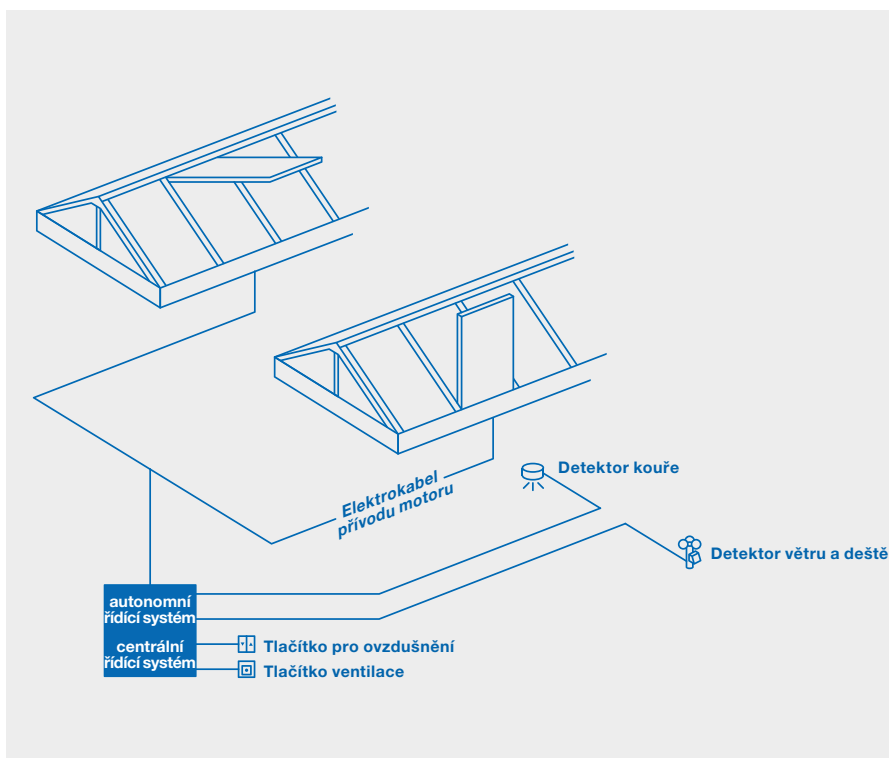 Elektrokabel
přívodu motoru
Detektor kouře
Detektor větru a deště
autonomní
řídící systém
centrální
řídící systém
Tlačítko pro ovzdušnění
Tlačítko ventilace